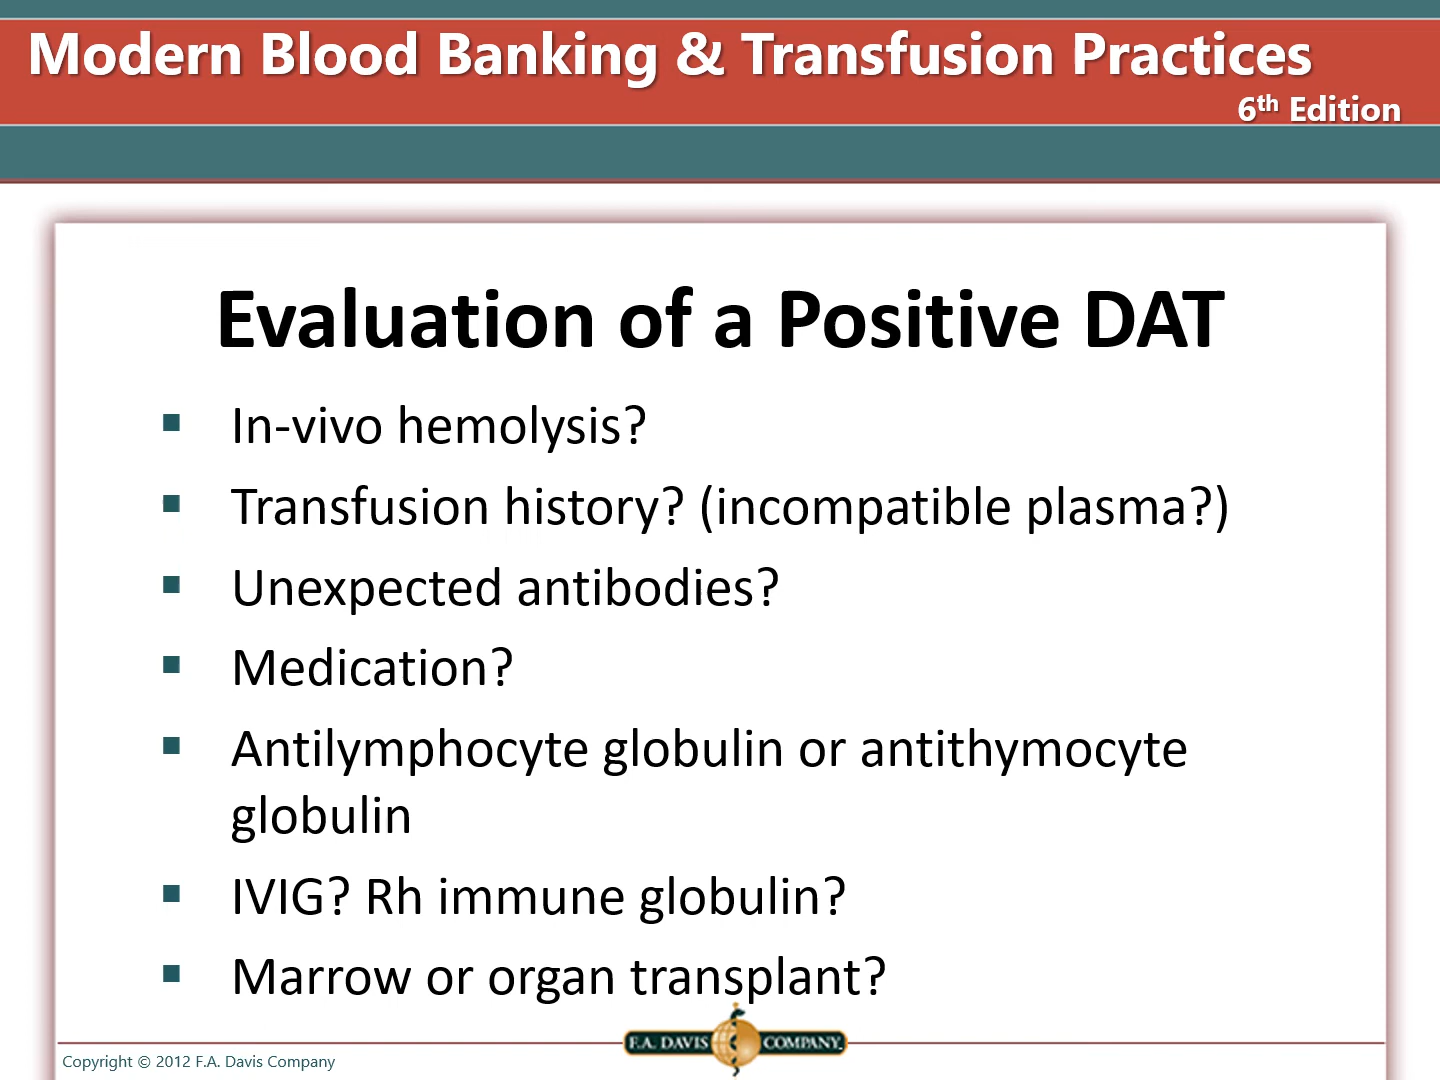 Modern Blood Banking & Transfusion Practices
6th Edition
Evaluation of a Positive DAT
▪ In-vivo hemolysis?
▪ Transfusion history? (incompatible plasma?)
▪ Unexpected antibodies?
▪ Medication?
▪ Antilymphocyte globulin or antithymocyte
globulin
▪ IVIG? Rh immune globulin?
▪ Marrow or organ transplant?
F.A. DAVIS COMPANY.
Copyright © 2012 F.A. Davis Company